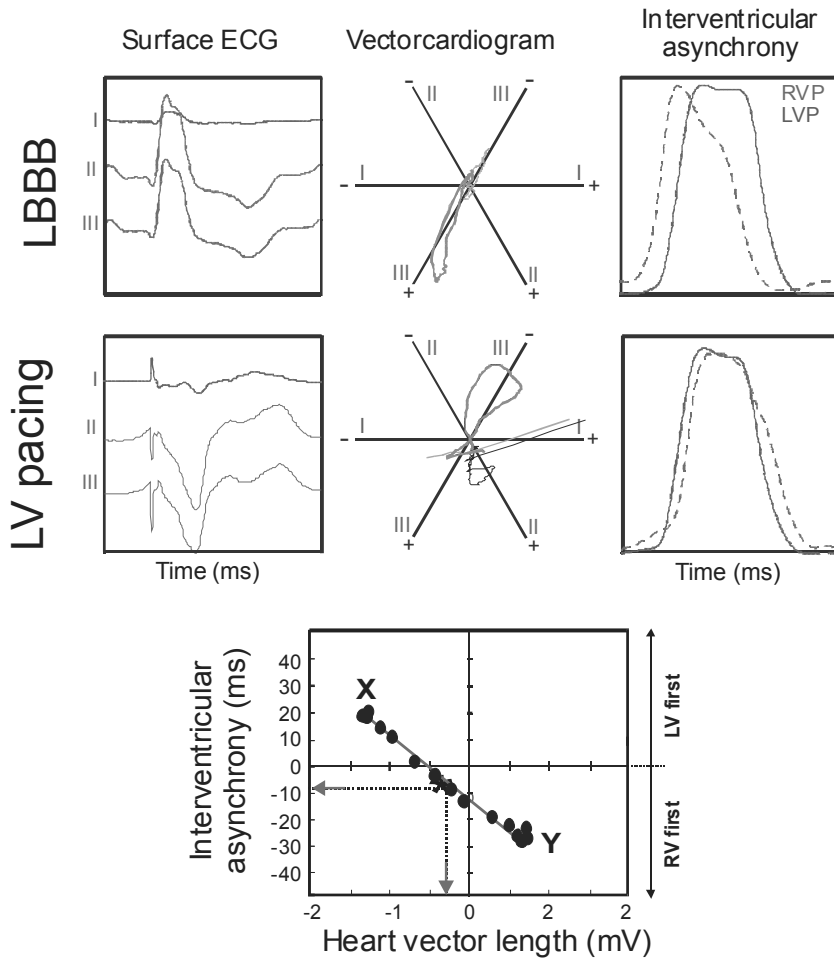 Surface ECG
Vectorcardiogram
Interventricular
asynchrony
LBBB
I
II
III
-
II
-
III
- I
I +
III
+
II
+
RVP
LVP
LV pacing
I
II
III
Time (ms)
-
II
-
III
- I
I +
III
+
II
+
Time (ms)
Interventricular
asynchrony (ms)
40
30
20
10
0
-10
-20
-30
-40
X
Y
LV first
RV first
-2
-1
0
2
2
Heart vector length (mV)